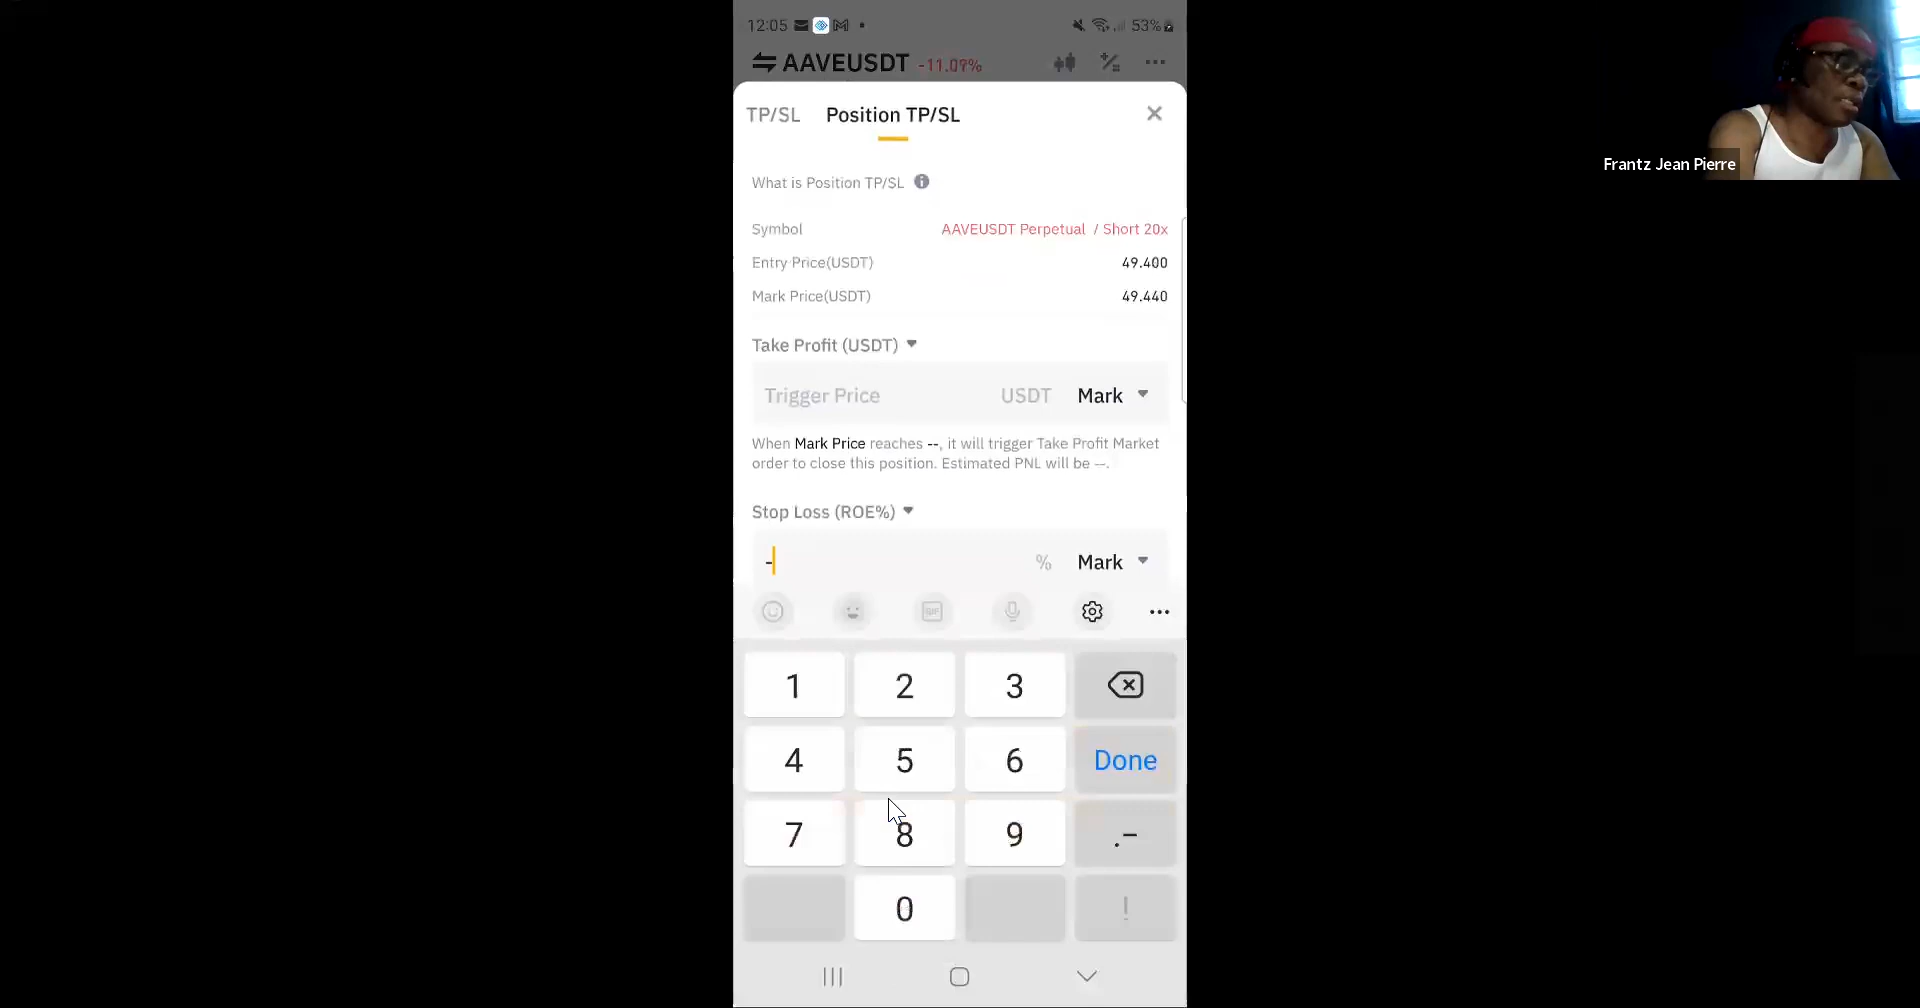 12:05 53%
AAVEUSDT -11.09%
TP/SL Position TP/SL
What is Position TP/SL
Symbol AAVEUSDT Perpetual / Short 20x
Entry Price(USDT) 49.400
Mark Price(USDT) 49.440
Take Profit (USDT)
Trigger Price USDT Mark
When Mark Price reaches --, it will trigger Take Profit Market
order to close this position. Estimated PNL will be --.
Stop Loss (ROE%)
- % Mark
GIF
1 2 3
4 5 6 Done
7 8 9 .-
0 !
Frantz Jean Pierre